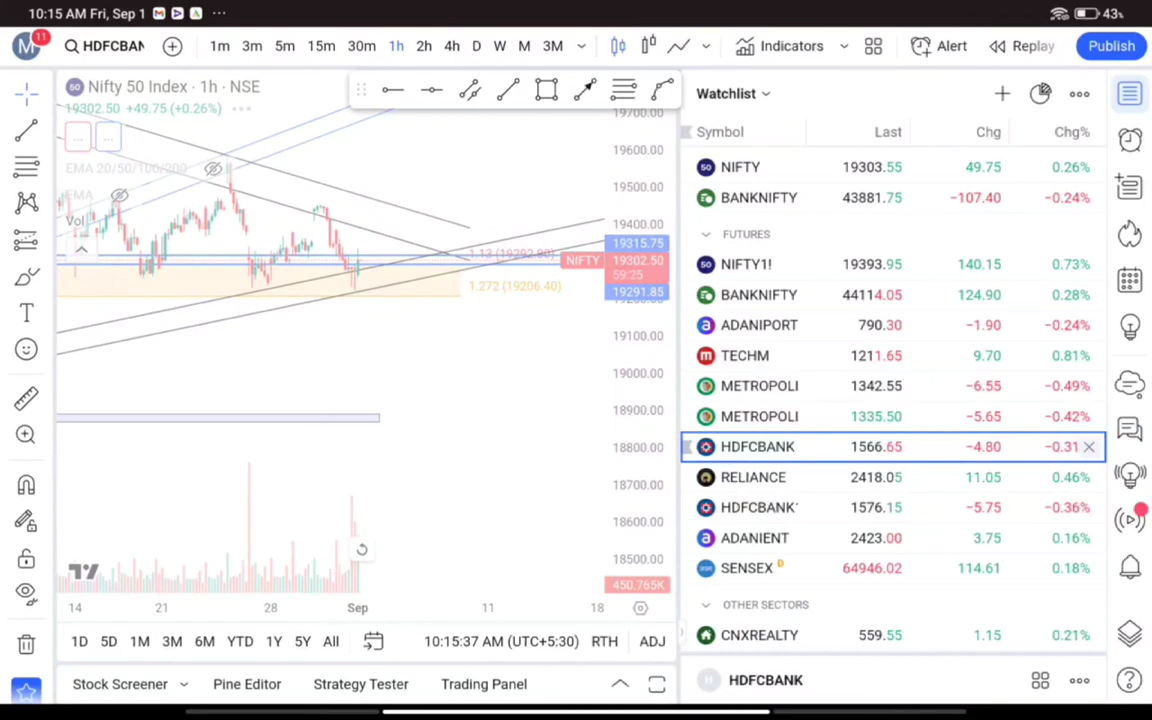 10:15 AM Fri, Sep 1
43%
M
11
HDFCBAN
1m 3m 5m 15m 30m 1h 2h 4h D W M 3M
Indicators
Alert
Replay
Publish
50 Nifty 50 Index · 1h · NSE
19302.50 +49.75 (+0.26%)
EMA 20/50/100/200
EMA
Vol
1.13 (19292.80)
1.272 (19206.40)
19700.00
19600.00
19500.00
19400.00
19315.75
NIFTY 19302.50
59:25
19291.85
19100.00
19000.00
18900.00
18800.00
18700.00
18600.00
18500.00
450.765K
14 21 28 Sep 11 18
1D 5D 1M 3M 6M YTD 1Y 5Y All
10:15:37 AM (UTC+5:30) RTH ADJ
Stock Screener Pine Editor Strategy Tester Trading Panel
Watchlist
Symbol Last Chg Chg%
NIFTY 19303.55 49.75 0.26%
BANKNIFTY 43881.75 −107.40 −0.24%
FUTURES
NIFTY1! 19393.95 140.15 0.73%
BANKNIFTY 44114.05 124.90 0.28%
ADANIPORT 790.30 −1.90 −0.24%
TECHM 1211.65 9.70 0.81%
METROPOLI 1342.55 −6.55 −0.49%
METROPOLI 1335.50 −5.65 −0.42%
HDFCBANK 1566.65 −4.80 −0.31
RELIANCE 2418.05 11.05 0.46%
HDFCBANK 1576.15 −5.75 −0.36%
ADANIENT 2423.00 3.75 0.16%
SENSEX D 64946.02 114.61 0.18%
OTHER SECTORS
CNXREALTY 559.55 1.15 0.21%
H HDFCBANK